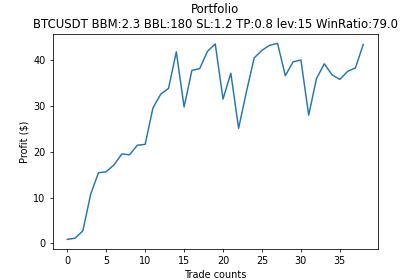 Portfolio
BTCUSDT BBM:2.3 BBL:180 SL:1.2 TP:0.8 lev:15 WinRatio:79.0
Profit ($)
40
30
20
10
0
0 5 10 15 20 25 30 35
Trade counts